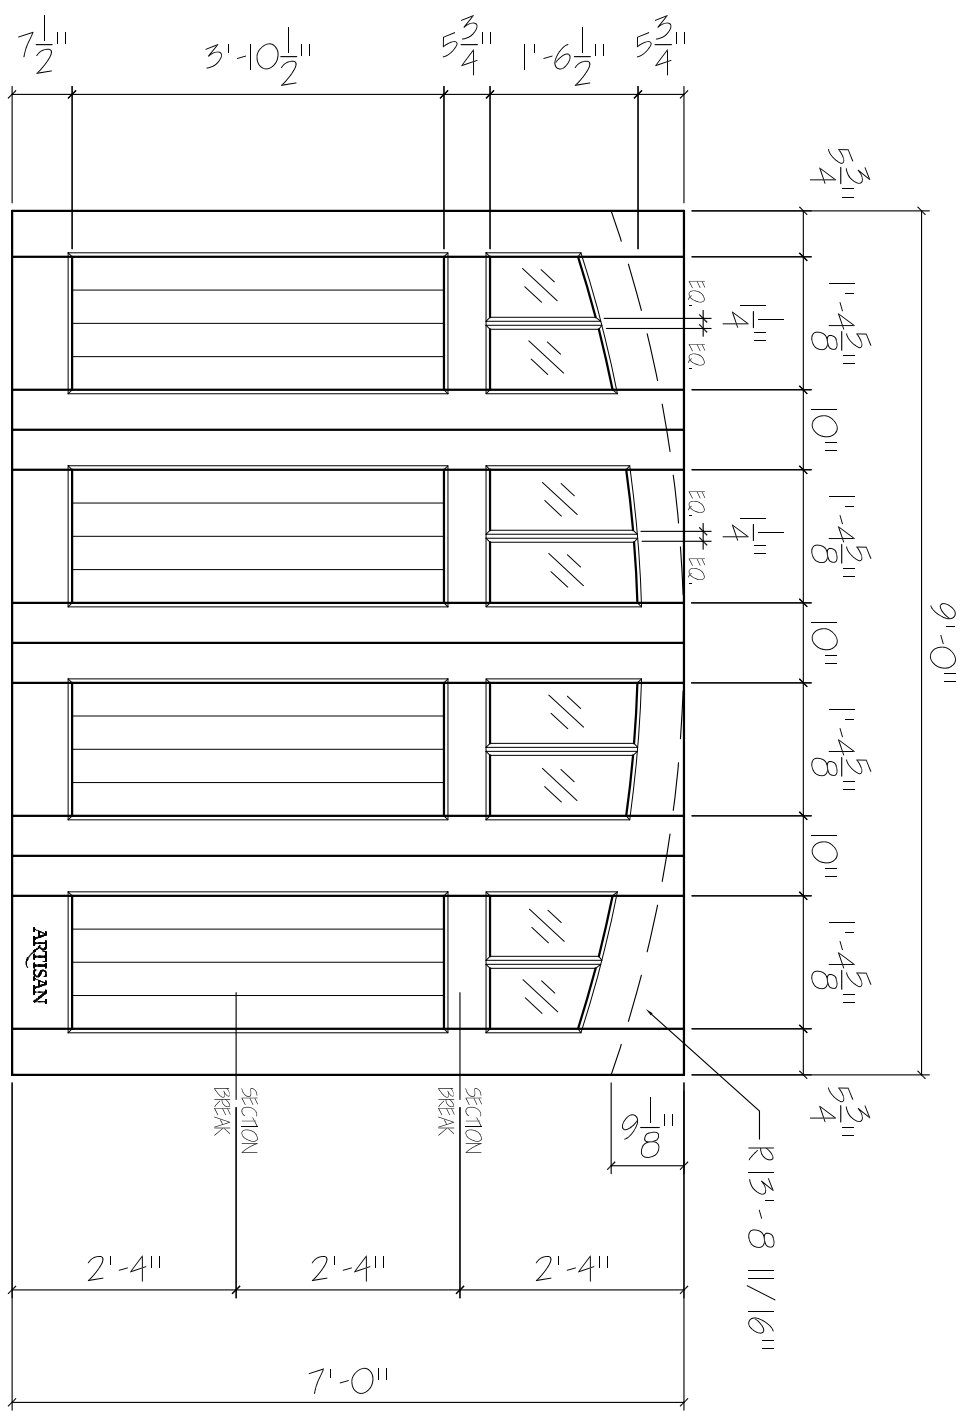 9'-0"
5 3/4"
1'-4 5/8"
10"
1'-4 5/8"
10"
1'-4 5/8"
10"
1'-4 5/8"
5 3/4"
1 1/4"
1 1/4"
EQ.
EQ.
EQ.
EQ.
R 13'-8 11/16"
5 3/4"
1'-6 1/2"
5 3/4"
3'-10 1/2"
7 1/2"
9 1/8"
SECTION
BREAK
SECTION
BREAK
2'-4"
2'-4"
2'-4"
7'-0"
ARTISAN